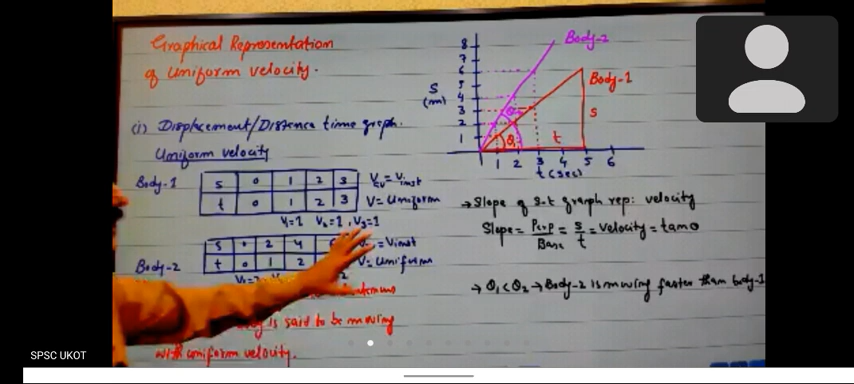 Graphical Representation
of Uniform velocity.
(i) Displacement/Distance time graph.
Uniform velocity
Body-1
S 0 1 2 3
t 0 1 2 3
Vav = Vinst
V = Uniform
V1=1 V2=1, V3=1
Body-2
S 0 2 4 6
t 0 1 2
= Vinst
V= Uniform
is said to be moving
with uniform velocity.
8
7
6
5
4
3
2
1
S
(m)
1 2 3 4 5 6
t (sec)
Body-2
Body-1
S
t
θ
→ Slope of s-t graph rep: velocity
Slope = Perp/Base = s/t = velocity = tanθ
→ θ1 < θ2 → Body-2 is moving faster than body-1
SPSC UKOT